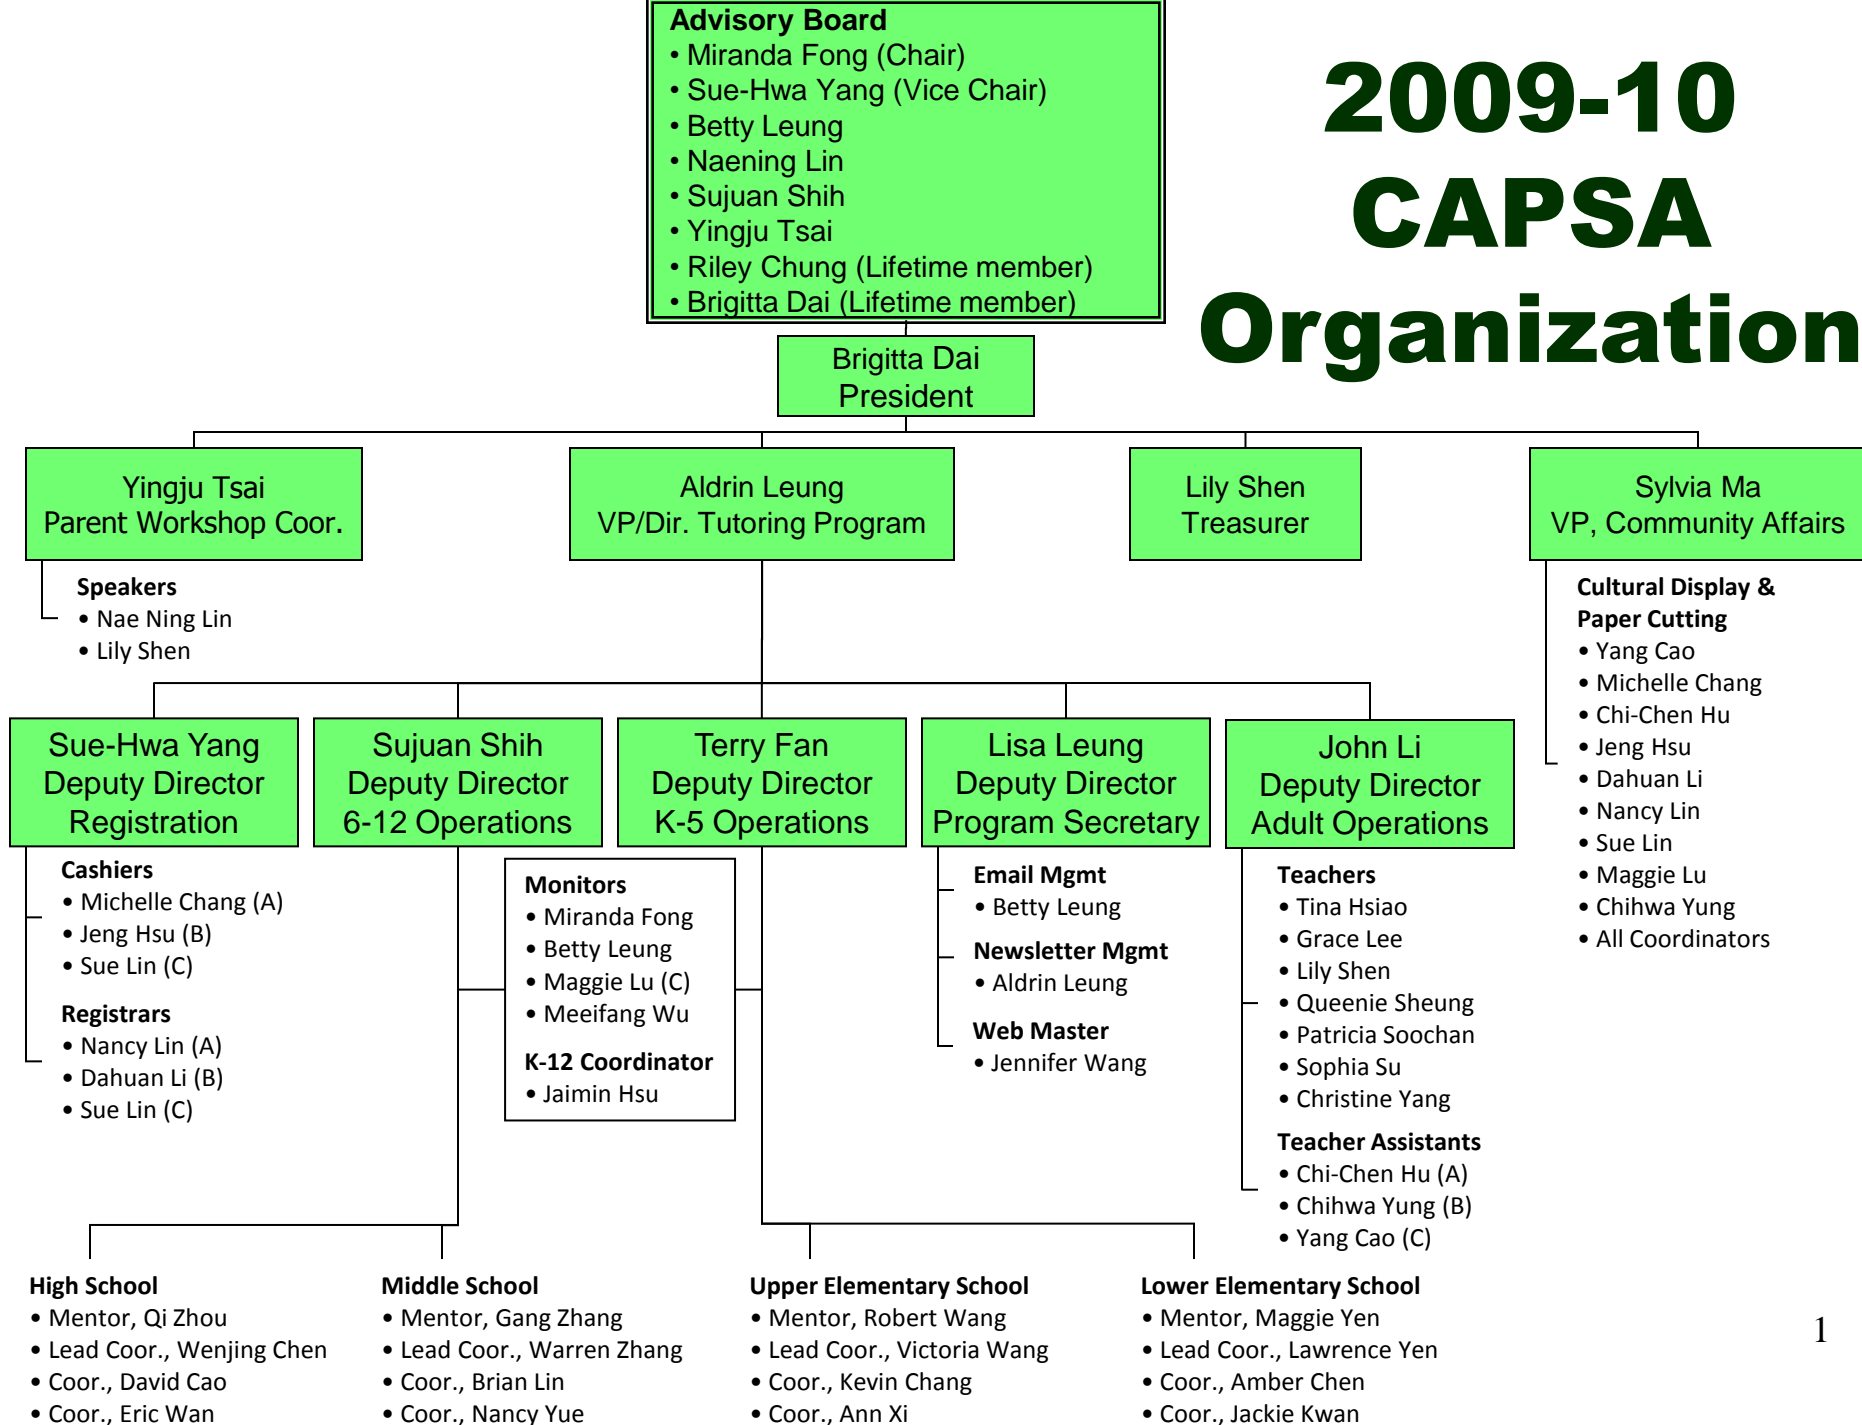 Advisory Board
• Miranda Fong (Chair)
• Sue-Hwa Yang (Vice Chair)
• Betty Leung
• Naening Lin
• Sujuan Shih
• Yingju Tsai
• Riley Chung (Lifetime member)
• Brigitta Dai (Lifetime member)
2009-10
CAPSA
Organization
Brigitta Dai
President
Yingju Tsai
Parent Workshop Coor.
Aldrin Leung
VP/Dir. Tutoring Program
Lily Shen
Treasurer
Sylvia Ma
VP, Community Affairs
Speakers
• Nae Ning Lin
• Lily Shen
Cultural Display &
Paper Cutting
• Yang Cao
• Michelle Chang
• Chi-Chen Hu
• Jeng Hsu
• Dahuan Li
• Nancy Lin
• Sue Lin
• Maggie Lu
• Chihwa Yung
• All Coordinators
Sue-Hwa Yang
Deputy Director
Registration
Sujuan Shih
Deputy Director
6-12 Operations
Terry Fan
Deputy Director
K-5 Operations
Lisa Leung
Deputy Director
Program Secretary
John Li
Deputy Director
Adult Operations
Cashiers
• Michelle Chang (A)
• Jeng Hsu (B)
• Sue Lin (C)
Registrars
• Nancy Lin (A)
• Dahuan Li (B)
• Sue Lin (C)
Monitors
• Miranda Fong
• Betty Leung
• Maggie Lu (C)
• Meeifang Wu
K-12 Coordinator
• Jaimin Hsu
Email Mgmt
• Betty Leung
Newsletter Mgmt
• Aldrin Leung
Web Master
• Jennifer Wang
Teachers
• Tina Hsiao
• Grace Lee
• Lily Shen
• Queenie Sheung
• Patricia Soochan
• Sophia Su
• Christine Yang
Teacher Assistants
• Chi-Chen Hu (A)
• Chihwa Yung (B)
• Yang Cao (C)
High School
• Mentor, Qi Zhou
• Lead Coor., Wenjing Chen
• Coor., David Cao
• Coor., Eric Wan
Middle School
• Mentor, Gang Zhang
• Lead Coor., Warren Zhang
• Coor., Brian Lin
• Coor., Nancy Yue
Upper Elementary School
• Mentor, Robert Wang
• Lead Coor., Victoria Wang
• Coor., Kevin Chang
• Coor., Ann Xi
Lower Elementary School
• Mentor, Maggie Yen
• Lead Coor., Lawrence Yen
• Coor., Amber Chen
• Coor., Jackie Kwan
1